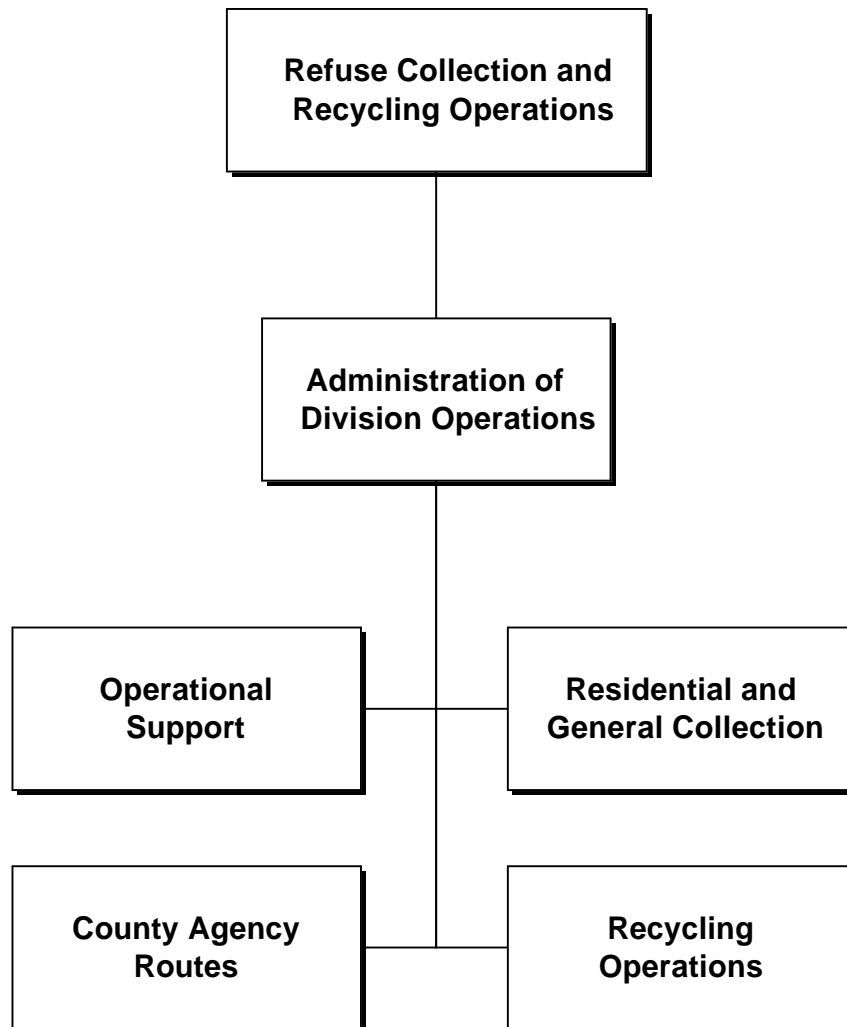 Refuse Collection and
Recycling Operations
Administration of
Division Operations
Operational
Support
Residential and
General Collection
County Agency
Routes
Recycling
Operations